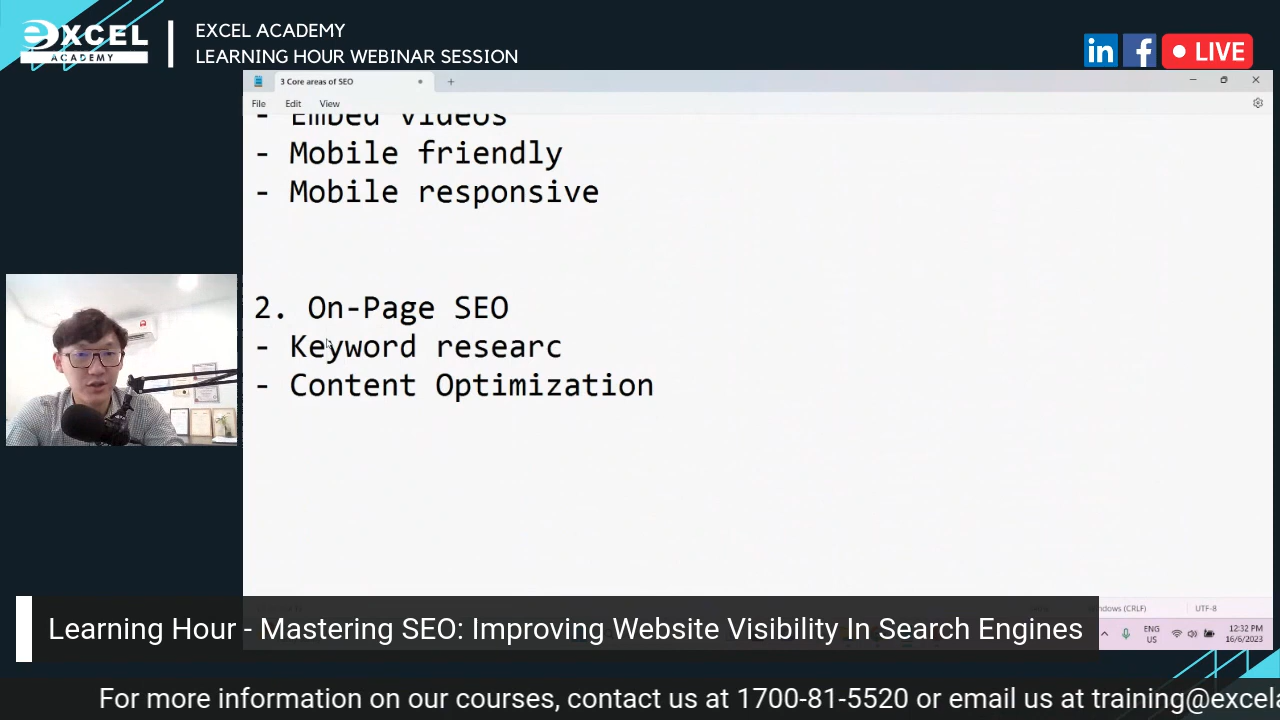 EXCEL
ACADEMY
EXCEL ACADEMY
LEARNING HOUR WEBINAR SESSION
in f LIVE
3 Core areas of SEO
File Edit View
- Embed videos
- Mobile friendly
- Mobile responsive
2. On-Page SEO
- Keyword researc
- Content Optimization
(CRLF) UTF-8
Learning Hour - Mastering SEO: Improving Website Visibility In Search Engines
ENG
US
12:32 PM
16/6/2023
For more information on our courses, contact us at 1700-81-5520 or email us at training@excela